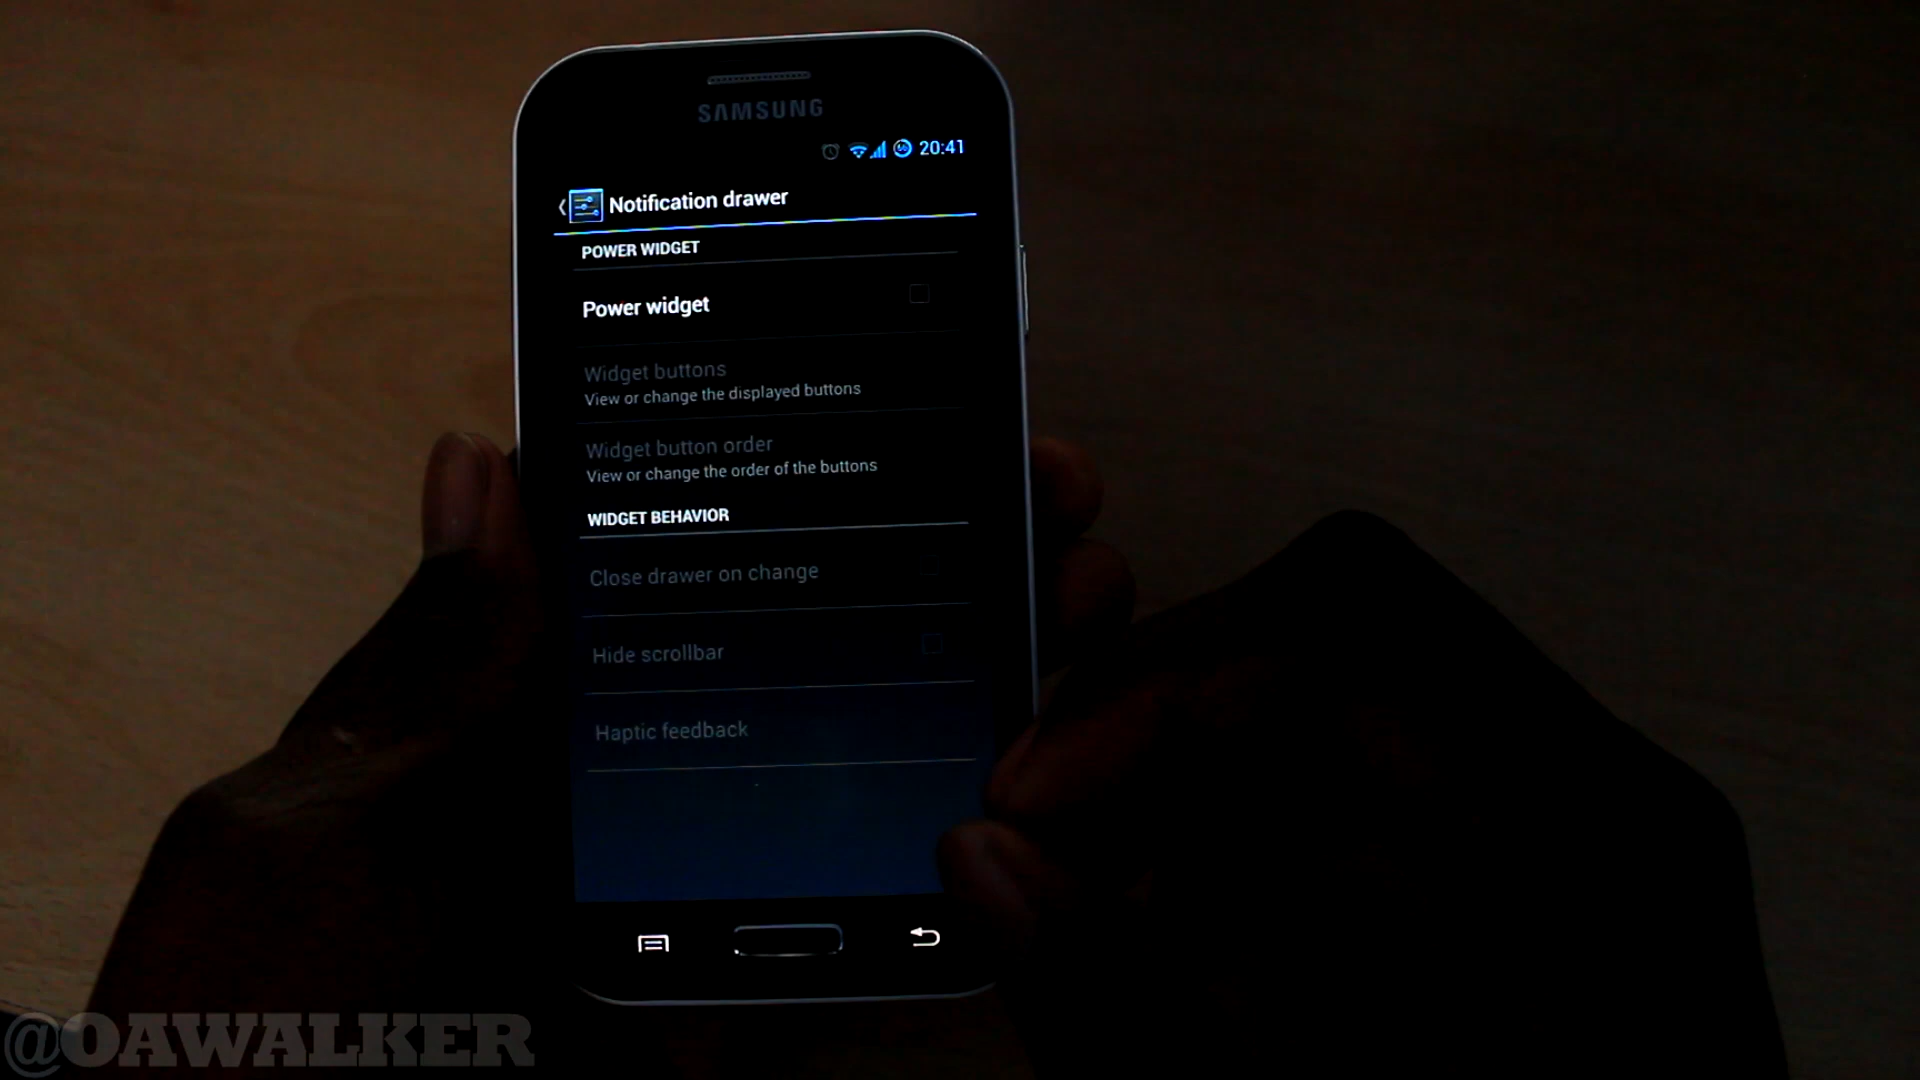 SAMSUNG
20:41
Notification drawer
POWER WIDGET
Power widget
Widget buttons
View or change the displayed buttons
Widget button order
View or change the order of the buttons
WIDGET BEHAVIOR
Close drawer on change
Hide scrollbar
Haptic feedback
@OAWALKER